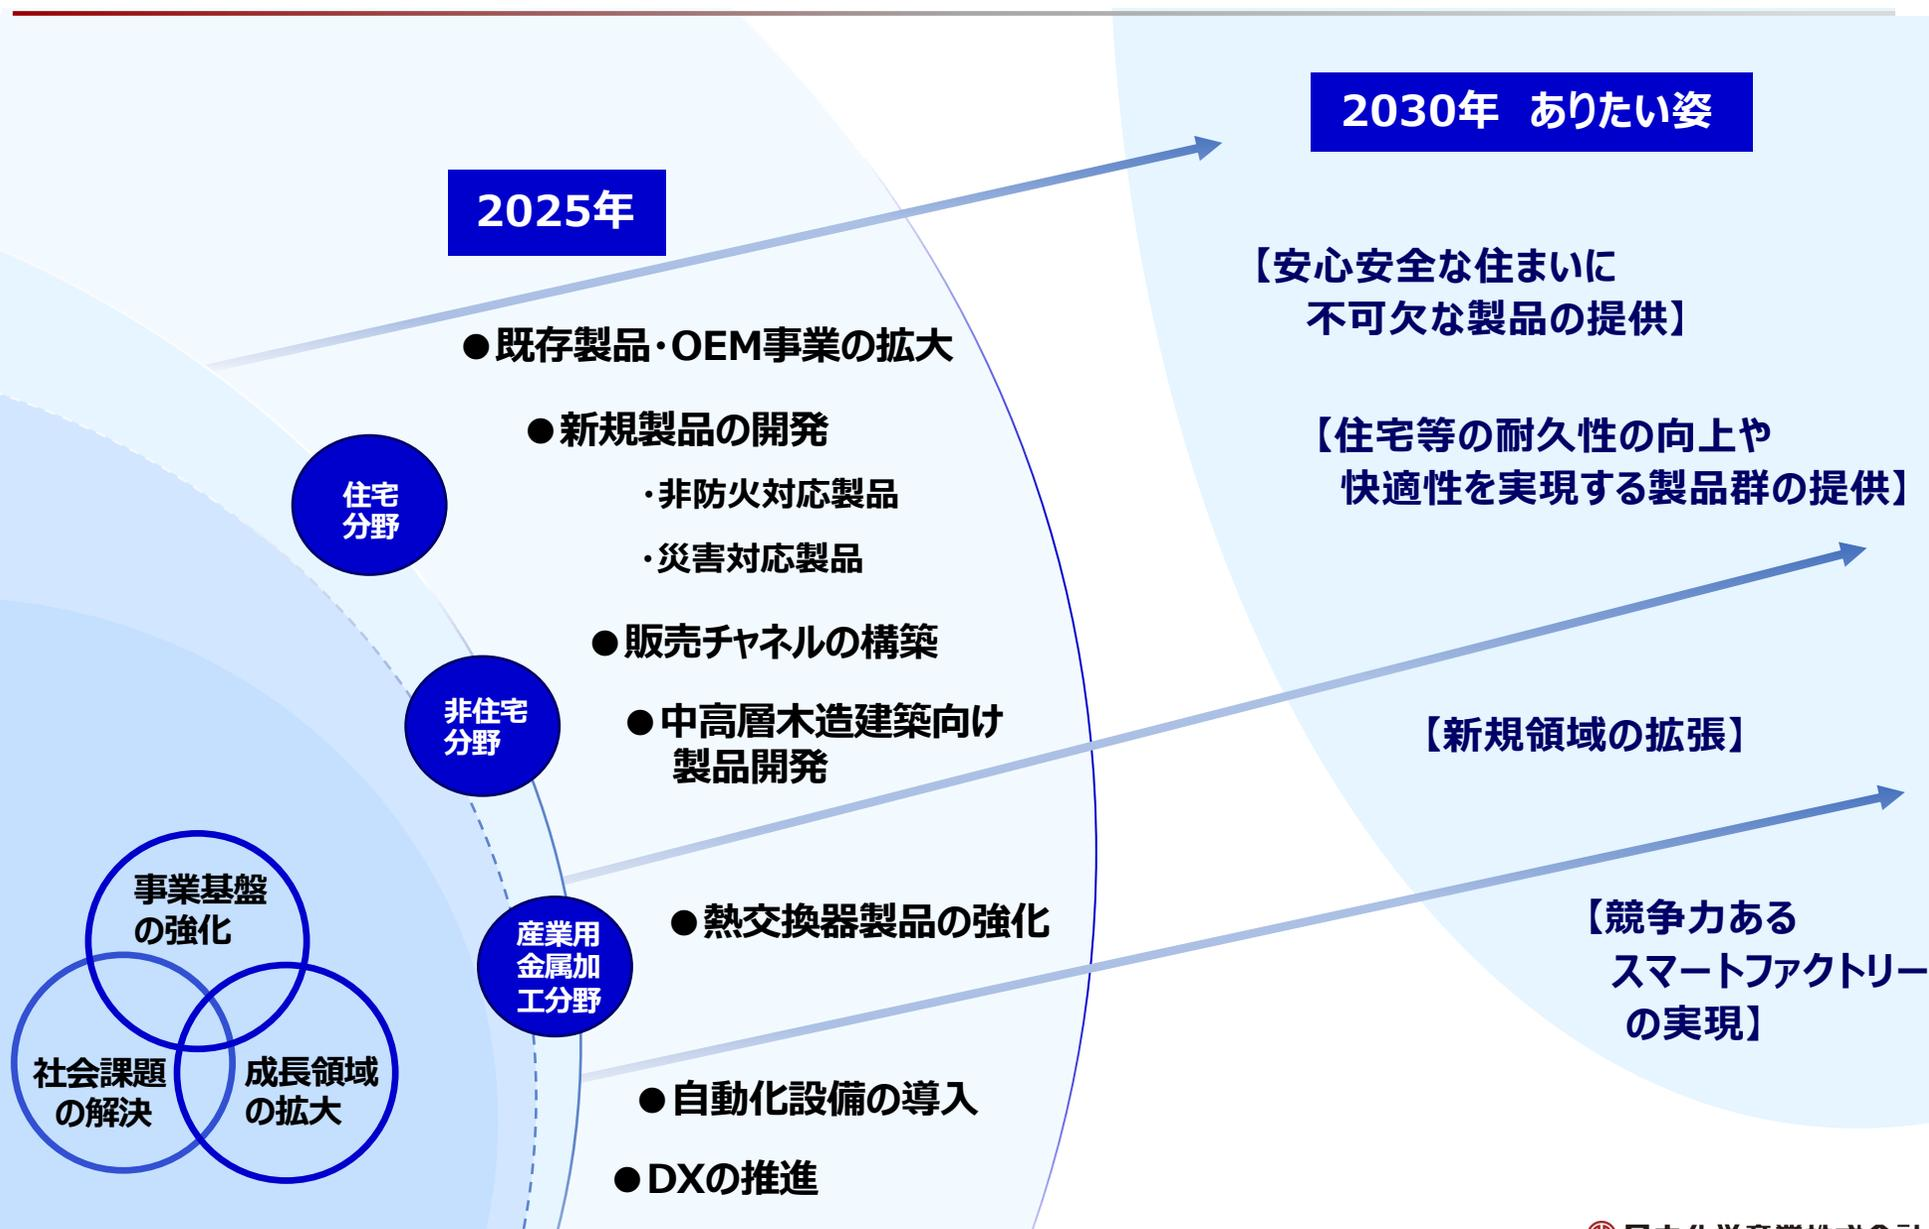 2030年 ありたい姿
2025年
【安心安全な住まいに
不可欠な製品の提供】
●既存製品・OEM事業の拡大
●新規製品の開発
・非防火対応製品
・災害対応製品
【住宅等の耐久性の向上や
快適性を実現する製品群の提供】
住宅
分野
●販売チャネルの構築
非住宅
分野
●中高層木造建築向け
製品開発
【新規領域の拡張】
産業用
金属加
工分野
●熱交換器製品の強化
【競争力ある
スマートファクトリー
の実現】
事業基盤
の強化
社会課題
の解決
成長領域
の拡大
●自動化設備の導入
●DXの推進